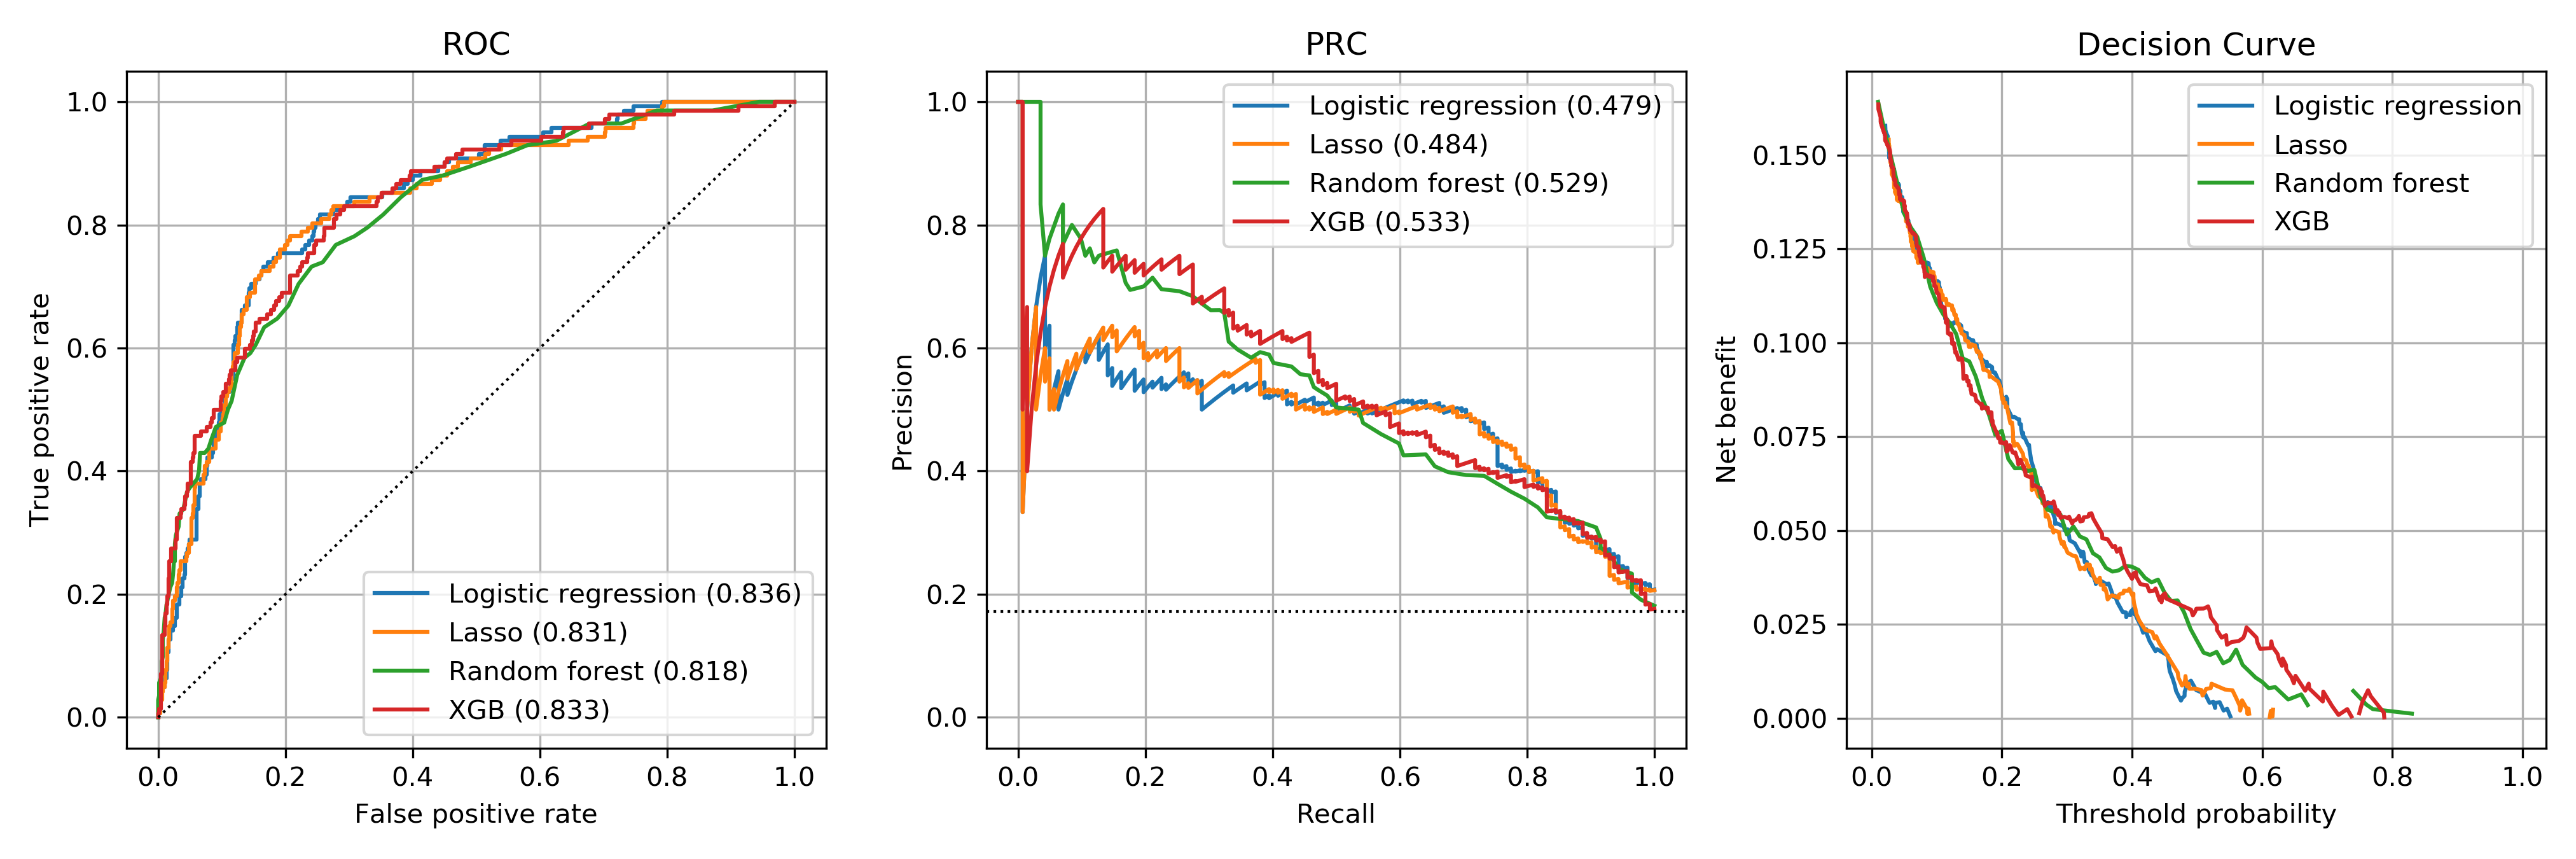 ROC
True positive rate
1.0
0.8
0.6
0.4
0.2
0.0
Logistic regression (0.836)
Lasso (0.831)
Random forest (0.818)
XGB (0.833)
0.0 0.2 0.4 0.6 0.8 1.0
False positive rate
PRC
Precision
1.0
0.8
0.6
0.4
0.2
0.0
Logistic regression (0.479)
Lasso (0.484)
Random forest (0.529)
XGB (0.533)
0.0 0.2 0.4 0.6 0.8 1.0
Recall
Decision Curve
Net benefit
0.150
0.125
0.100
0.075
0.050
0.025
0.000
Logistic regression
Lasso
Random forest
XGB
0.0 0.2 0.4 0.6 0.8 1.0
Threshold probability